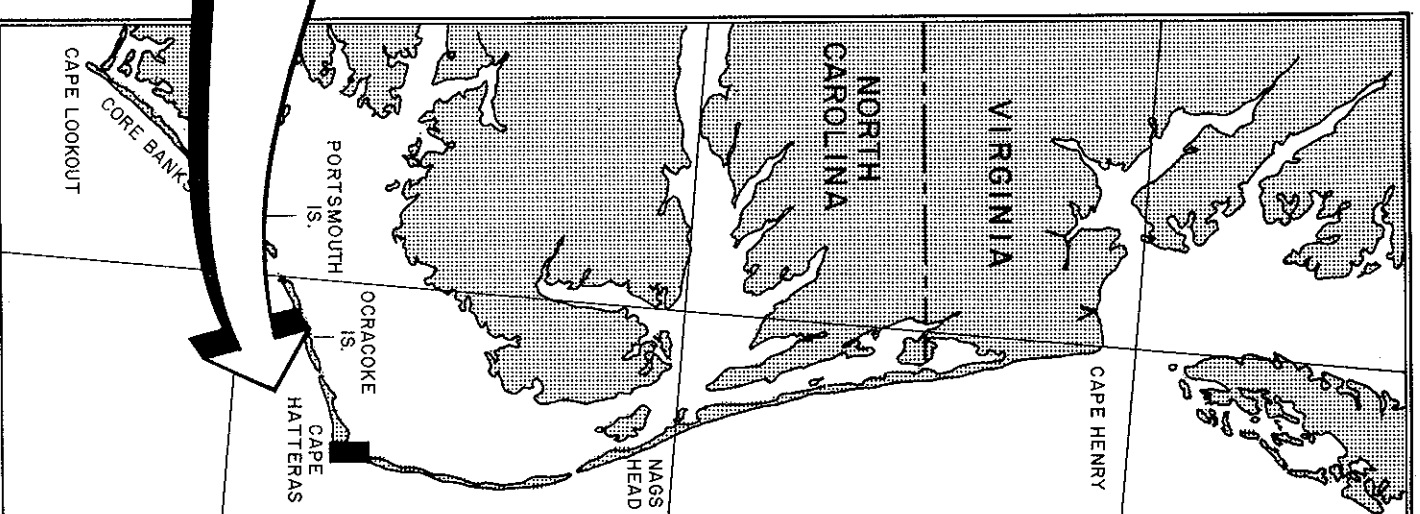 VIRGINIA
NORTH
CAROLINA
CAPE HENRY
NAGS
HEAD
CAPE
HATTERAS
OCRACOKE
IS.
PORTSMOUTH
IS.
CORE BANKS
CAPE LOOKOUT